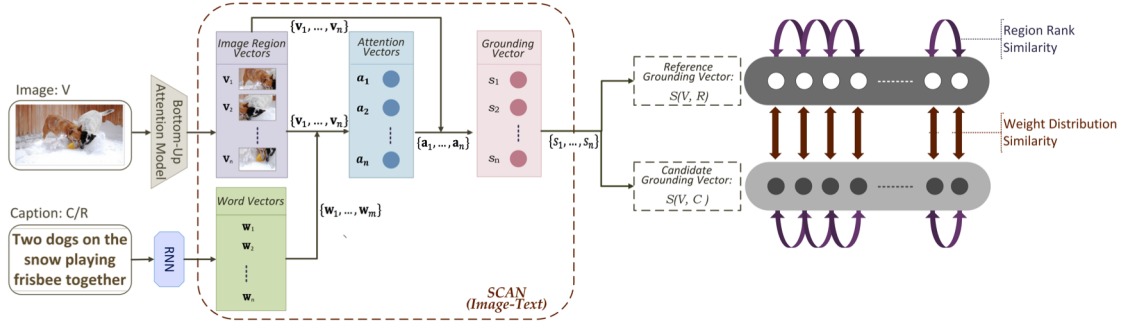 Image: V
Bottom-Up
Attention Model
Caption: C/R
Two dogs on the
snow playing
frisbee together
RNN
Image Region
Vectors
v1
v2
vn
Word Vectors
w1
w2
wn
{v1, ..., vn}
{v1, ..., vn}
{w1, ..., wm}
Attention
Vectors
a1
a2
an
{a1, ..., an}
Grounding
Vector
s1
s2
sn
SCAN
(Image-Text)
{s1, ..., sn}
Reference
Grounding Vector:
S(V, R)
Candidate
Grounding Vector:
S(V, C )
Region Rank
Similarity
Weight Distribution
Similarity